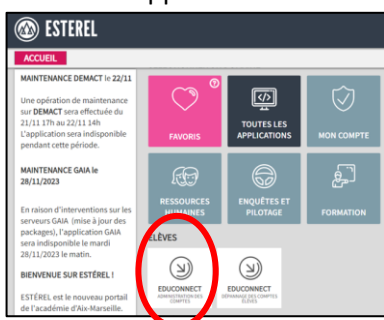 ESTEREL
ACCUEIL
MAINTENANCE DEMACT le 22/11
Une opération de maintenance
sur DEMACT sera effectuée du
21/11 17h au 22/11 14h
L'application sera indisponible
pendant cette période.
MAINTENANCE GAIA le
28/11/2023
En raison d'interventions sur les
serveurs GAIA (mise à jour des
packages), l'application GAIA
sera indisponible le mardi
28/11/2023 le matin.
BIENVENUE SUR ESTÉREL !
ESTÉREL est le nouveau portail
de l'académie d'Aix-Marseille.
?
FAVORIS
TOUTES LES
APPLICATIONS
MON COMPTE
RESSOURCES
HUMAINES
ENQUÊTES ET
PILOTAGE
FORMATION
ELÈVES
EDUCONNECT
ADMINISTRATION DES
COMPTES
EDUCONNECT
DÉPANNAGE DES COMPTES
ÉLÈVES